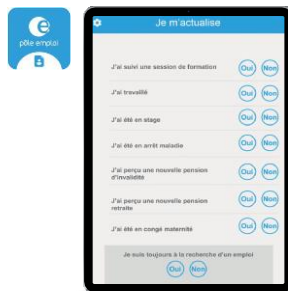 pôle emploi
Je m'actualise
J'ai suivi une session de formation Oui Non
J'ai travaillé Oui Non
J'ai été en stage Oui Non
J'ai été en arrêt maladie Oui Non
J'ai perçu une nouvelle pension
d'invalidité Oui Non
J'ai perçu une nouvelle pension
retraite Oui Non
J'ai été en congé maternité Oui Non
Je suis toujours à la recherche d'un emploi
Oui Non